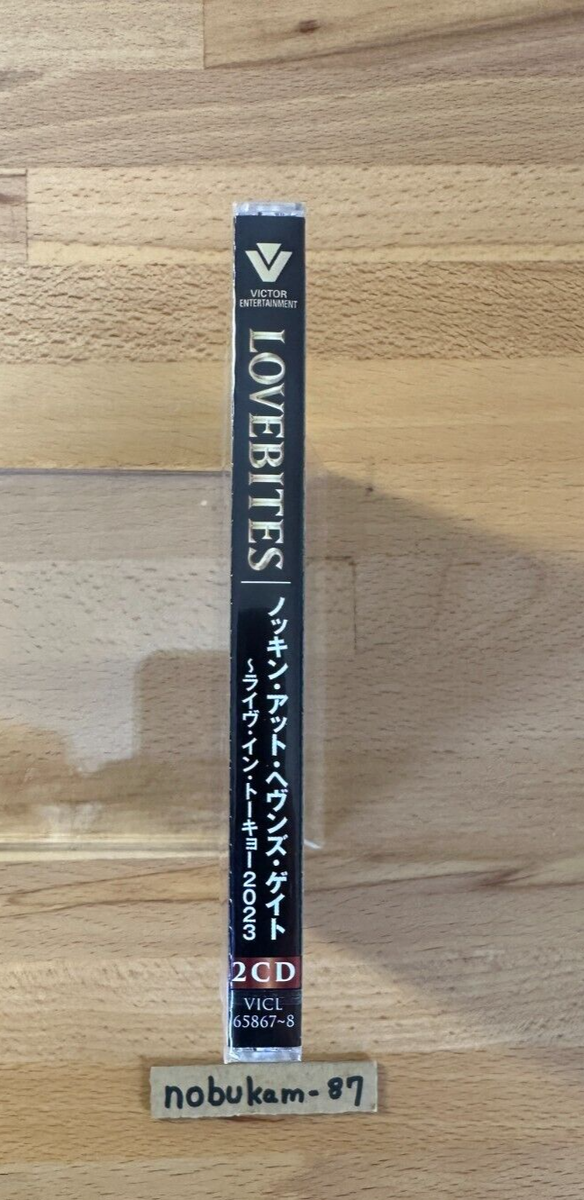 VICTOR
ENTERTAINMENT
LOVEBITES
ノッキン・アット・ヘヴンズ・ゲイト
～ライヴ・イン・トーキョー2023
2CD
VICL
65867~8
nobukam-87